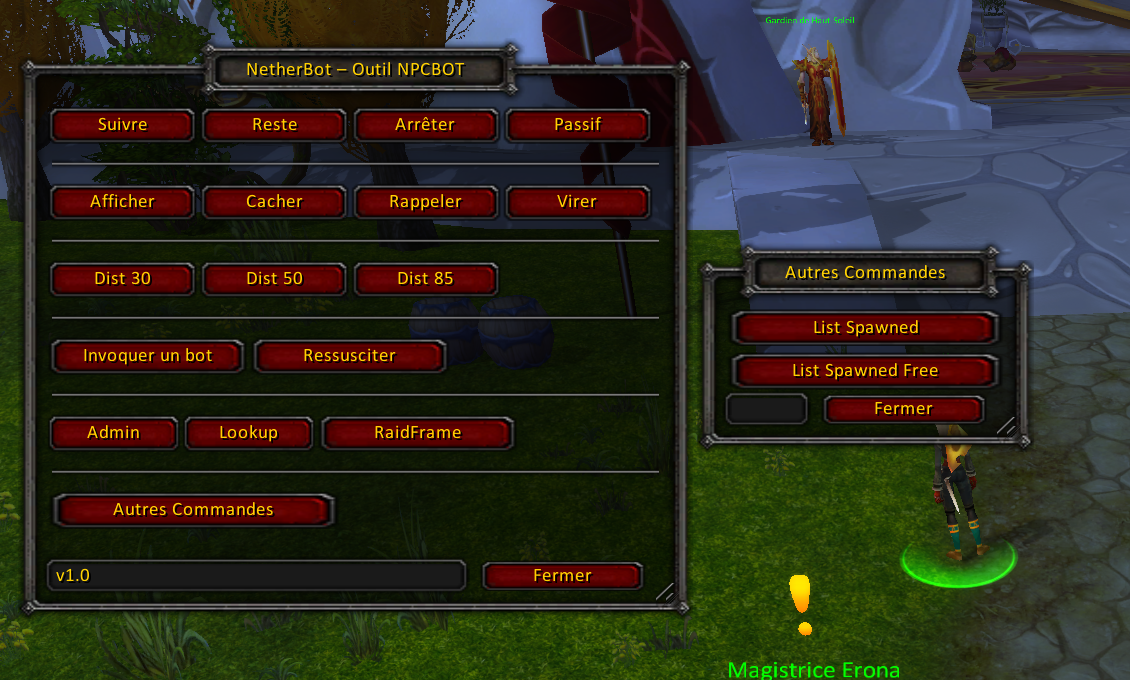 Gardien de Haut-Soleil
NetherBot – Outil NPCBOT
Suivre
Reste
Arrêter
Passif
Afficher
Cacher
Rappeler
Virer
Dist 30
Dist 50
Dist 85
Invoquer un bot
Ressusciter
Admin
Lookup
RaidFrame
Autres Commandes
v1.0
Fermer
Autres Commandes
List Spawned
List Spawned Free
Fermer
Magistrice Erona